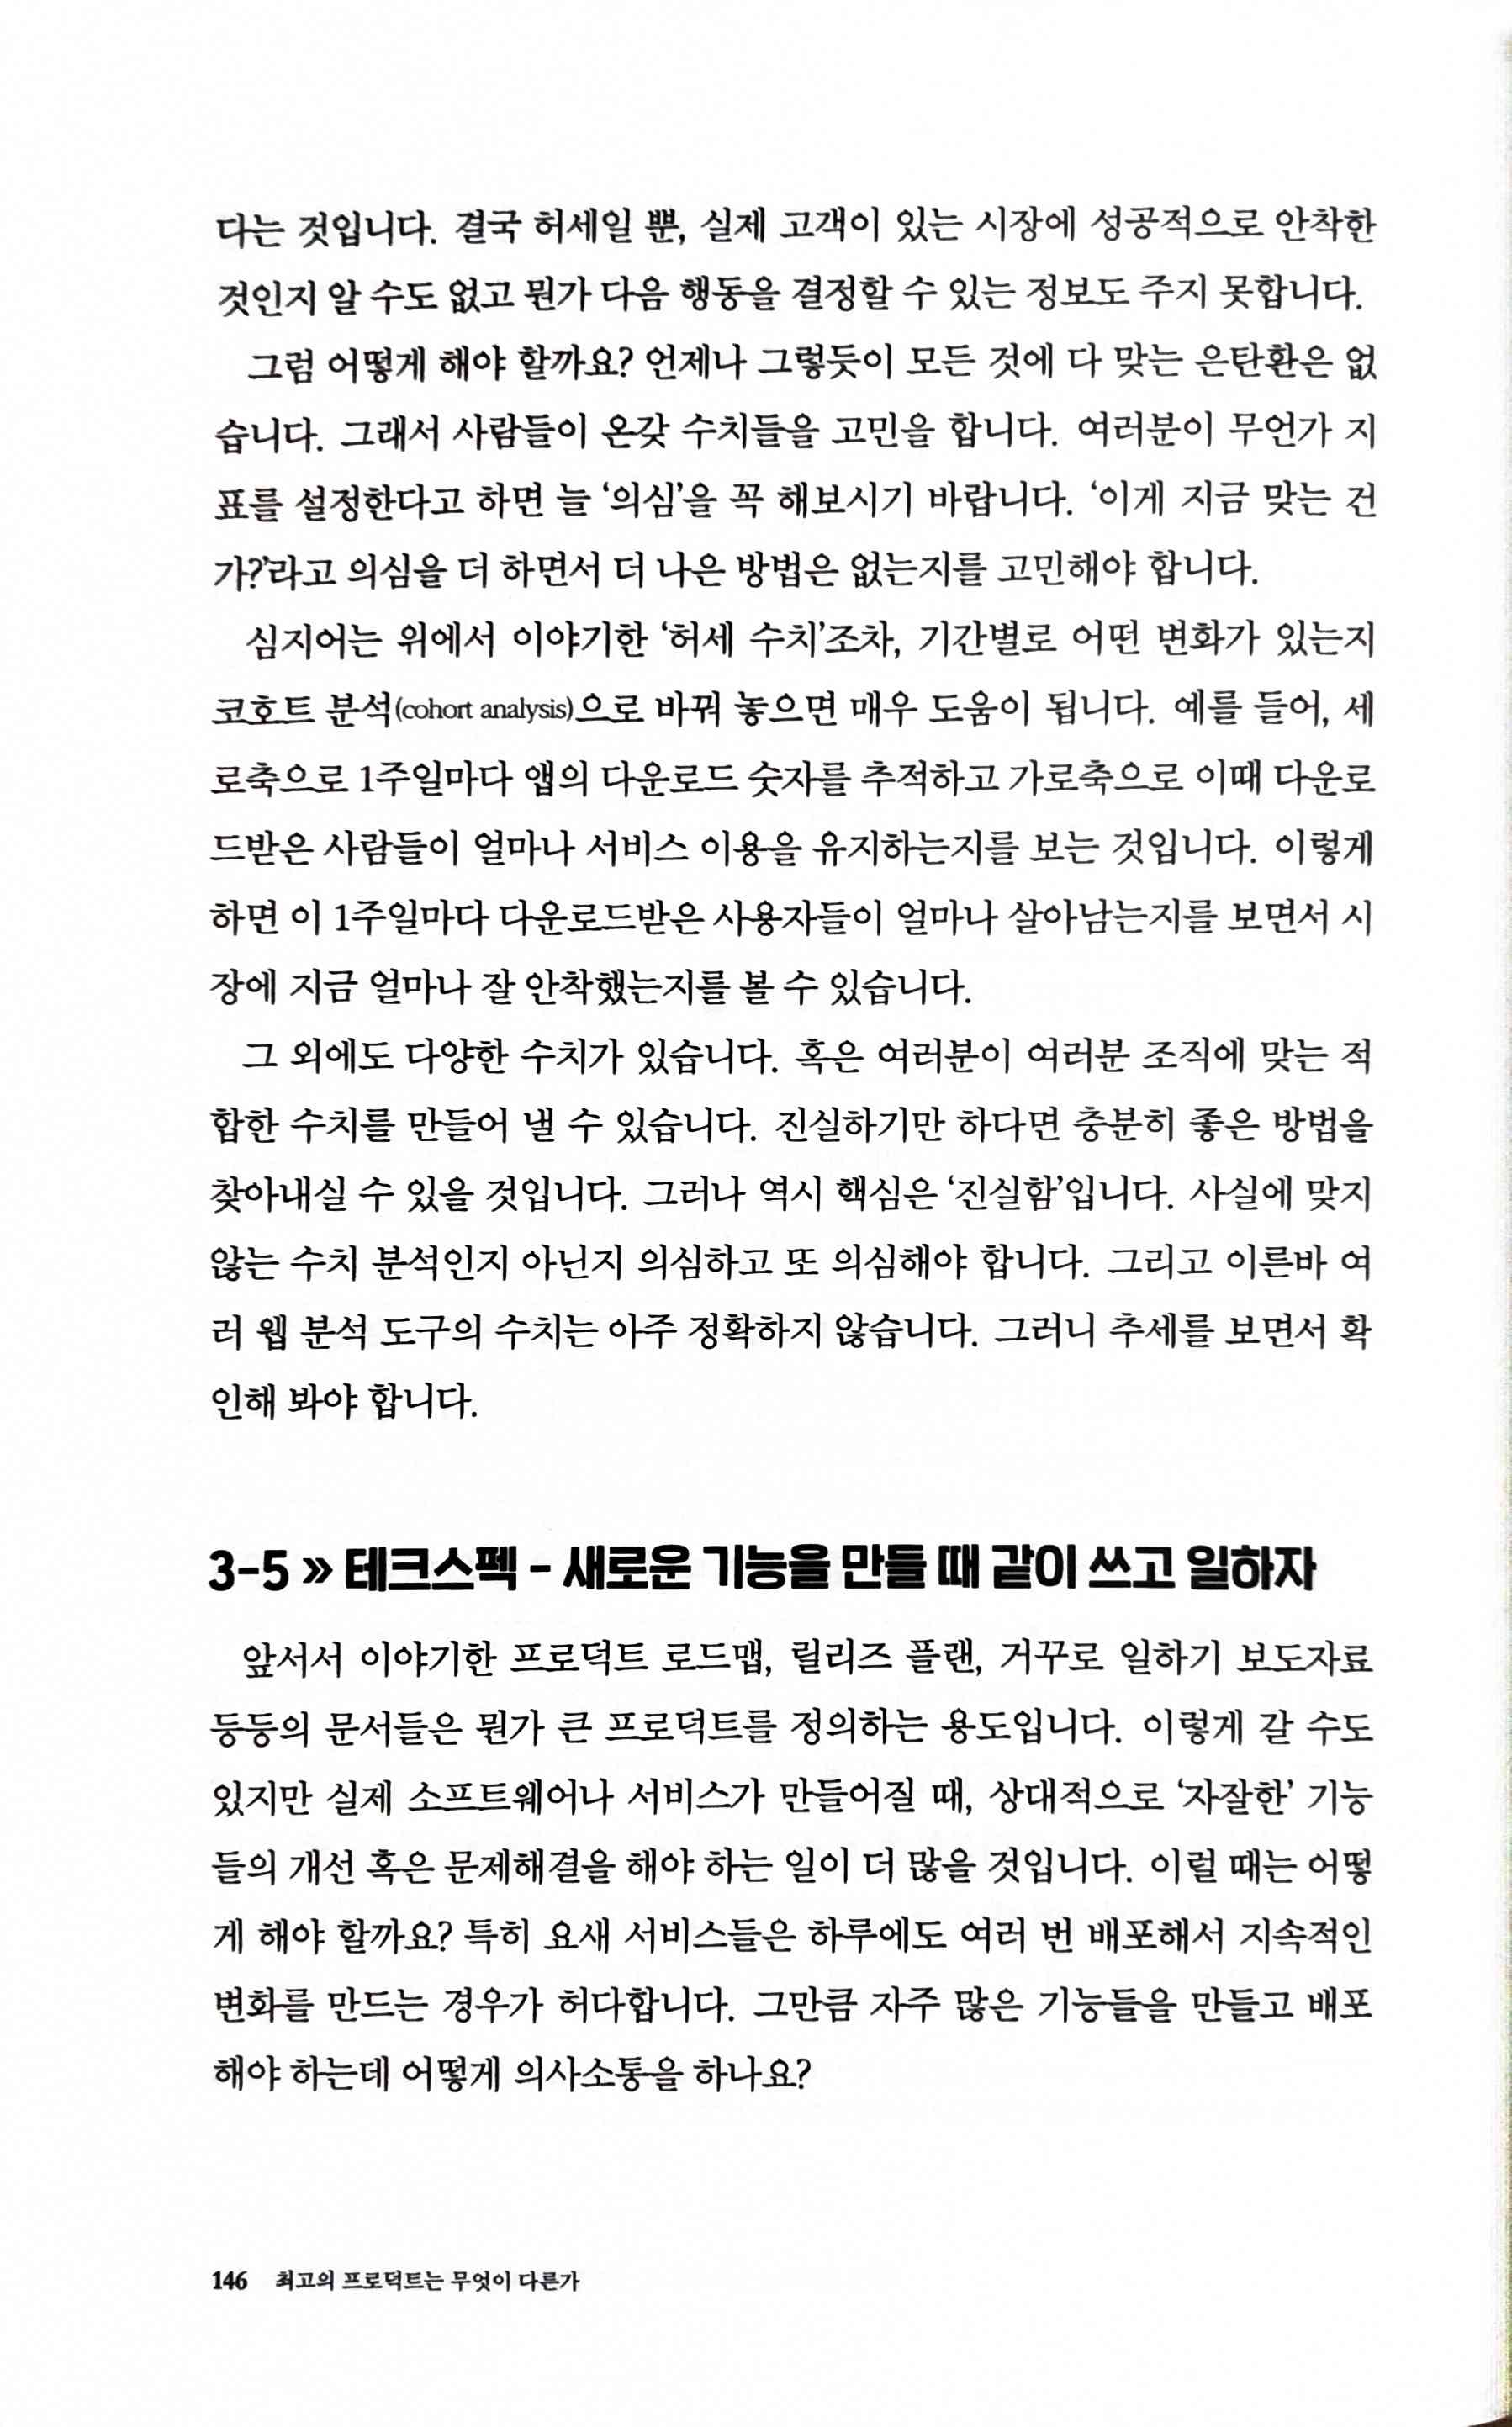 다는 것입니다. 결국 허세일 뿐, 실제 고객이 있는 시장에 성공적으로 안착한
것인지 알 수도 없고 뭔가 다음 행동을 결정할 수 있는 정보도 주지 못합니다.
그럼 어떻게 해야 할까요? 언제나 그렇듯이 모든 것에 다 맞는 은탄환은 없
습니다. 그래서 사람들이 온갖 수치들을 고민을 합니다. 여러분이 무언가 지
표를 설정한다고 하면 늘 ‘의심’을 꼭 해보시기 바랍니다. ‘이게 지금 맞는 건
가?’라고 의심을 더 하면서 더 나은 방법은 없는지를 고민해야 합니다.
심지어는 위에서 이야기한 ‘허세 수치’조차, 기간별로 어떤 변화가 있는지
코호트 분석(cohort analysis)으로 바꿔 놓으면 매우 도움이 됩니다. 예를 들어, 세
로축으로 1주일마다 앱의 다운로드 숫자를 추적하고 가로축으로 이때 다운로
드받은 사람들이 얼마나 서비스 이용을 유지하는지를 보는 것입니다. 이렇게
하면 이 1주일마다 다운로드받은 사용자들이 얼마나 살아남는지를 보면서 시
장에 지금 얼마나 잘 안착했는지를 볼 수 있습니다.
그 외에도 다양한 수치가 있습니다. 혹은 여러분이 여러분 조직에 맞는 적
합한 수치를 만들어 낼 수 있습니다. 진실하기만 하다면 충분히 좋은 방법을
찾아내실 수 있을 것입니다. 그러나 역시 핵심은 ‘진실함’입니다. 사실에 맞지
않는 수치 분석인지 아닌지 의심하고 또 의심해야 합니다. 그리고 이른바 여
러 웹 분석 도구의 수치는 아주 정확하지 않습니다. 그러니 추세를 보면서 확
인해 봐야 합니다.
3-5 » 테크스펙 - 새로운 기능을 만들 때 같이 쓰고 일하자
앞서서 이야기한 프로덕트 로드맵, 릴리즈 플랜, 거꾸로 일하기 보도자료
등등의 문서들은 뭔가 큰 프로덕트를 정의하는 용도입니다. 이렇게 갈 수도
있지만 실제 소프트웨어나 서비스가 만들어질 때, 상대적으로 ‘자잘한’ 기능
들의 개선 혹은 문제해결을 해야 하는 일이 더 많을 것입니다. 이럴 때는 어떻
게 해야 할까요? 특히 요새 서비스들은 하루에도 여러 번 배포해서 지속적인
변화를 만드는 경우가 허다합니다. 그만큼 자주 많은 기능들을 만들고 배포
해야 하는데 어떻게 의사소통을 하나요?
146 최고의 프로덕트는 무엇이 다른가